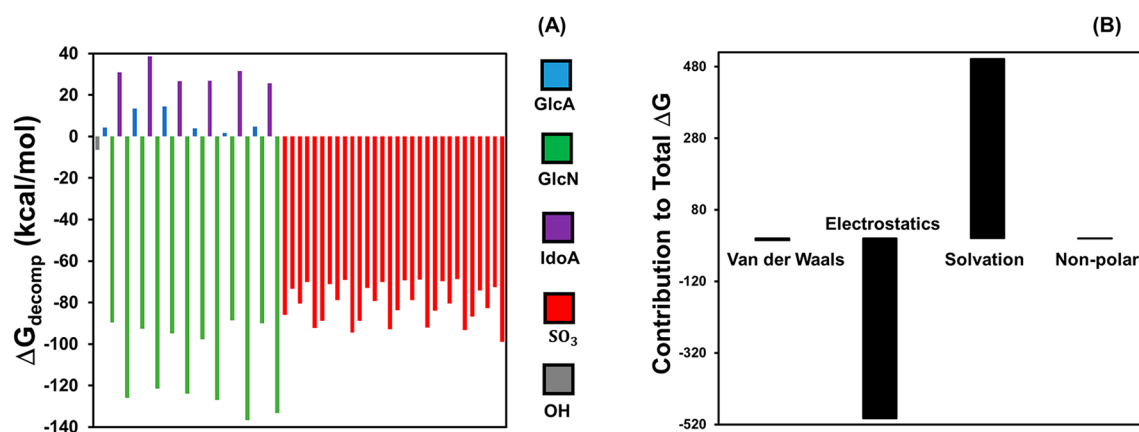 (A)
ΔGdecomp (kcal/mol)
40
20
0
-20
-40
-60
-80
-100
-120
-140
GlcA
GlcN
IdoA
SO3
OH
(B)
Contribution to Total ΔG
480
280
80
-120
-320
-520
Electrostatics
Van der Waals
Solvation
Non-polar